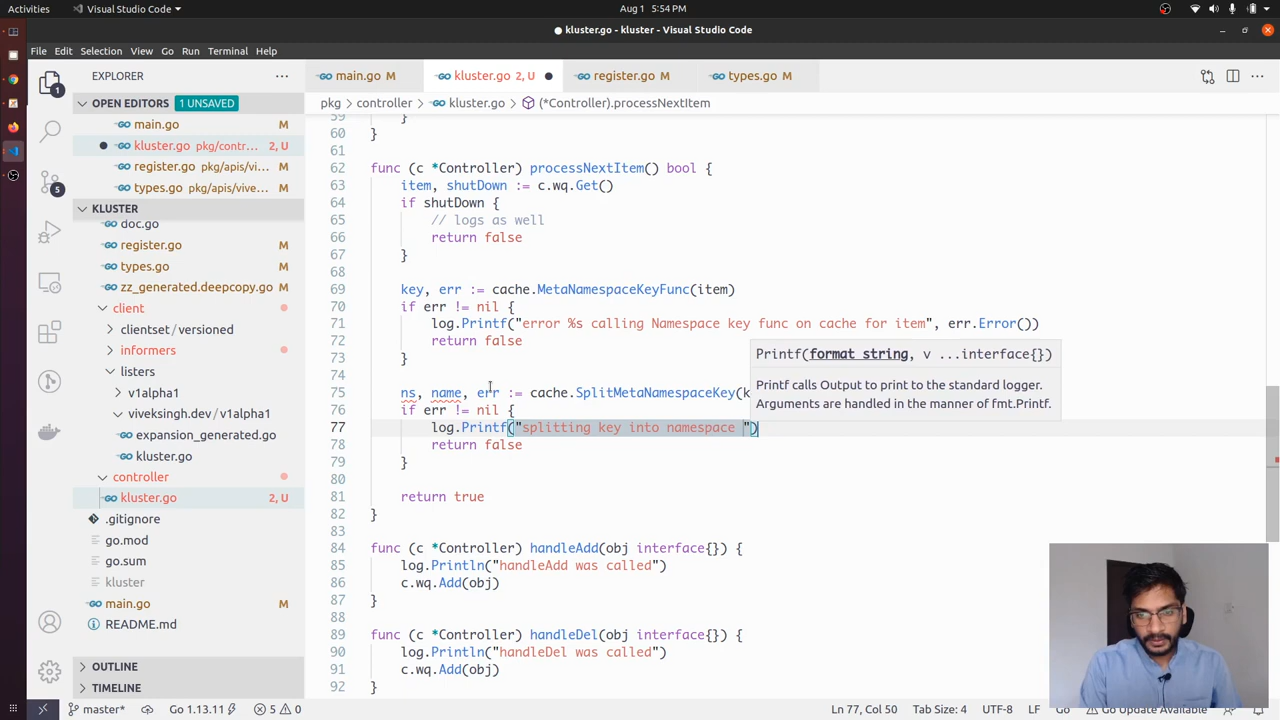 Activities
Visual Studio Code
Aug 1 5:54 PM
kluster.go - kluster - Visual Studio Code
File Edit Selection View Go Run Terminal Help
EXPLORER
main.go M
kluster.go 2, U
register.go M
types.go M
OPEN EDITORS 1 UNSAVED
pkg > controller > kluster.go > (*Controller).processNextItem
main.go M
kluster.go pkg/contr... 2, U
register.go pkg/apis/vi... M
types.go pkg/apis/vive... M
KLUSTER
doc.go
register.go M
types.go M
zz_generated.deepcopy.go M
client
clientset / versioned
informers
listers
v1alpha1
viveksingh.dev / v1alpha1
expansion_generated.go
kluster.go
controller
kluster.go 2, U
.gitignore
go.mod
go.sum
kluster
main.go M
README.md
OUTLINE
TIMELINE
1
5
59 }
60 }
61
62 func (c *Controller) processNextItem() bool {
63 item, shutDown := c.wq.Get()
64 if shutDown {
65 // logs as well
66 return false
67 }
68
69 key, err := cache.MetaNamespaceKeyFunc(item)
70 if err != nil {
71 log.Printf("error %s calling Namespace key func on cache for item", err.Error())
72 return false
73 }
74
75 ns, name, err := cache.SplitMetaNamespaceKey(k
76 if err != nil {
77 log.Printf("splitting key into namespace ")
78 return false
79 }
80
81 return true
82 }
83
84 func (c *Controller) handleAdd(obj interface{}) {
85 log.Println("handleAdd was called")
86 c.wq.Add(obj)
87 }
88
89 func (c *Controller) handleDel(obj interface{}) {
90 log.Println("handleDel was called")
91 c.wq.Add(obj)
92 }
Printf(format string, v ...interface{})
Printf calls Output to print to the standard logger.
Arguments are handled in the manner of fmt.Printf.
master* Go 1.13.11 5 0
Ln 77, Col 50 Tab Size: 4 UTF-8 LF Go Go Update Available